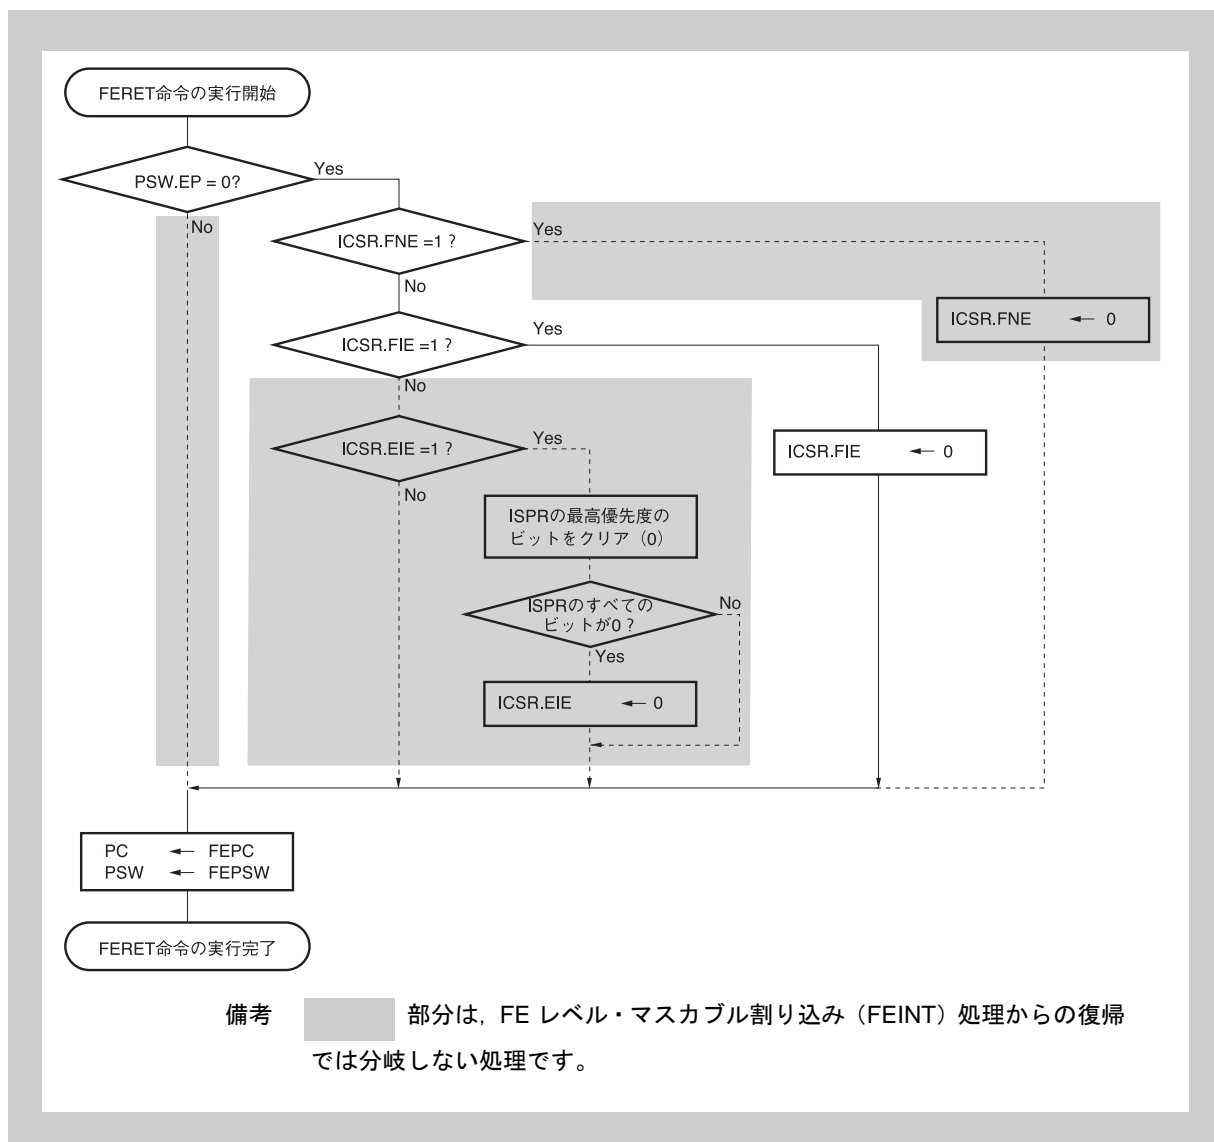 FERET命令の実行開始
PSW.EP = 0?
Yes
No
ICSR.FNE =1 ?
Yes
No
ICSR.FNE ← 0
ICSR.FIE =1 ?
Yes
No
ICSR.EIE =1 ?
Yes
No
ICSR.FIE ← 0
ISPRの最高優先度の
ビットをクリア（0）
ISPRのすべての
ビットが0 ?
No
Yes
ICSR.EIE ← 0
PC ← FEPC
PSW ← FEPSW
FERET命令の実行完了
備考 部分は，FE レベル・マスカブル割り込み（FEINT）処理からの復帰
では分岐しない処理です。